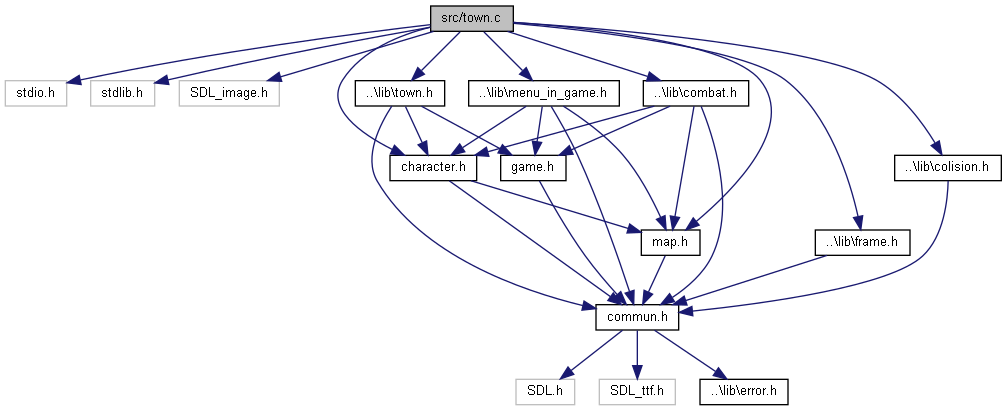 src/town.c
stdio.h
stdlib.h
SDL_image.h
..\lib\town.h
..\lib\menu_in_game.h
..\lib\combat.h
character.h
game.h
..\lib\colision.h
map.h
..\lib\frame.h
commun.h
SDL.h
SDL_ttf.h
..\lib\error.h